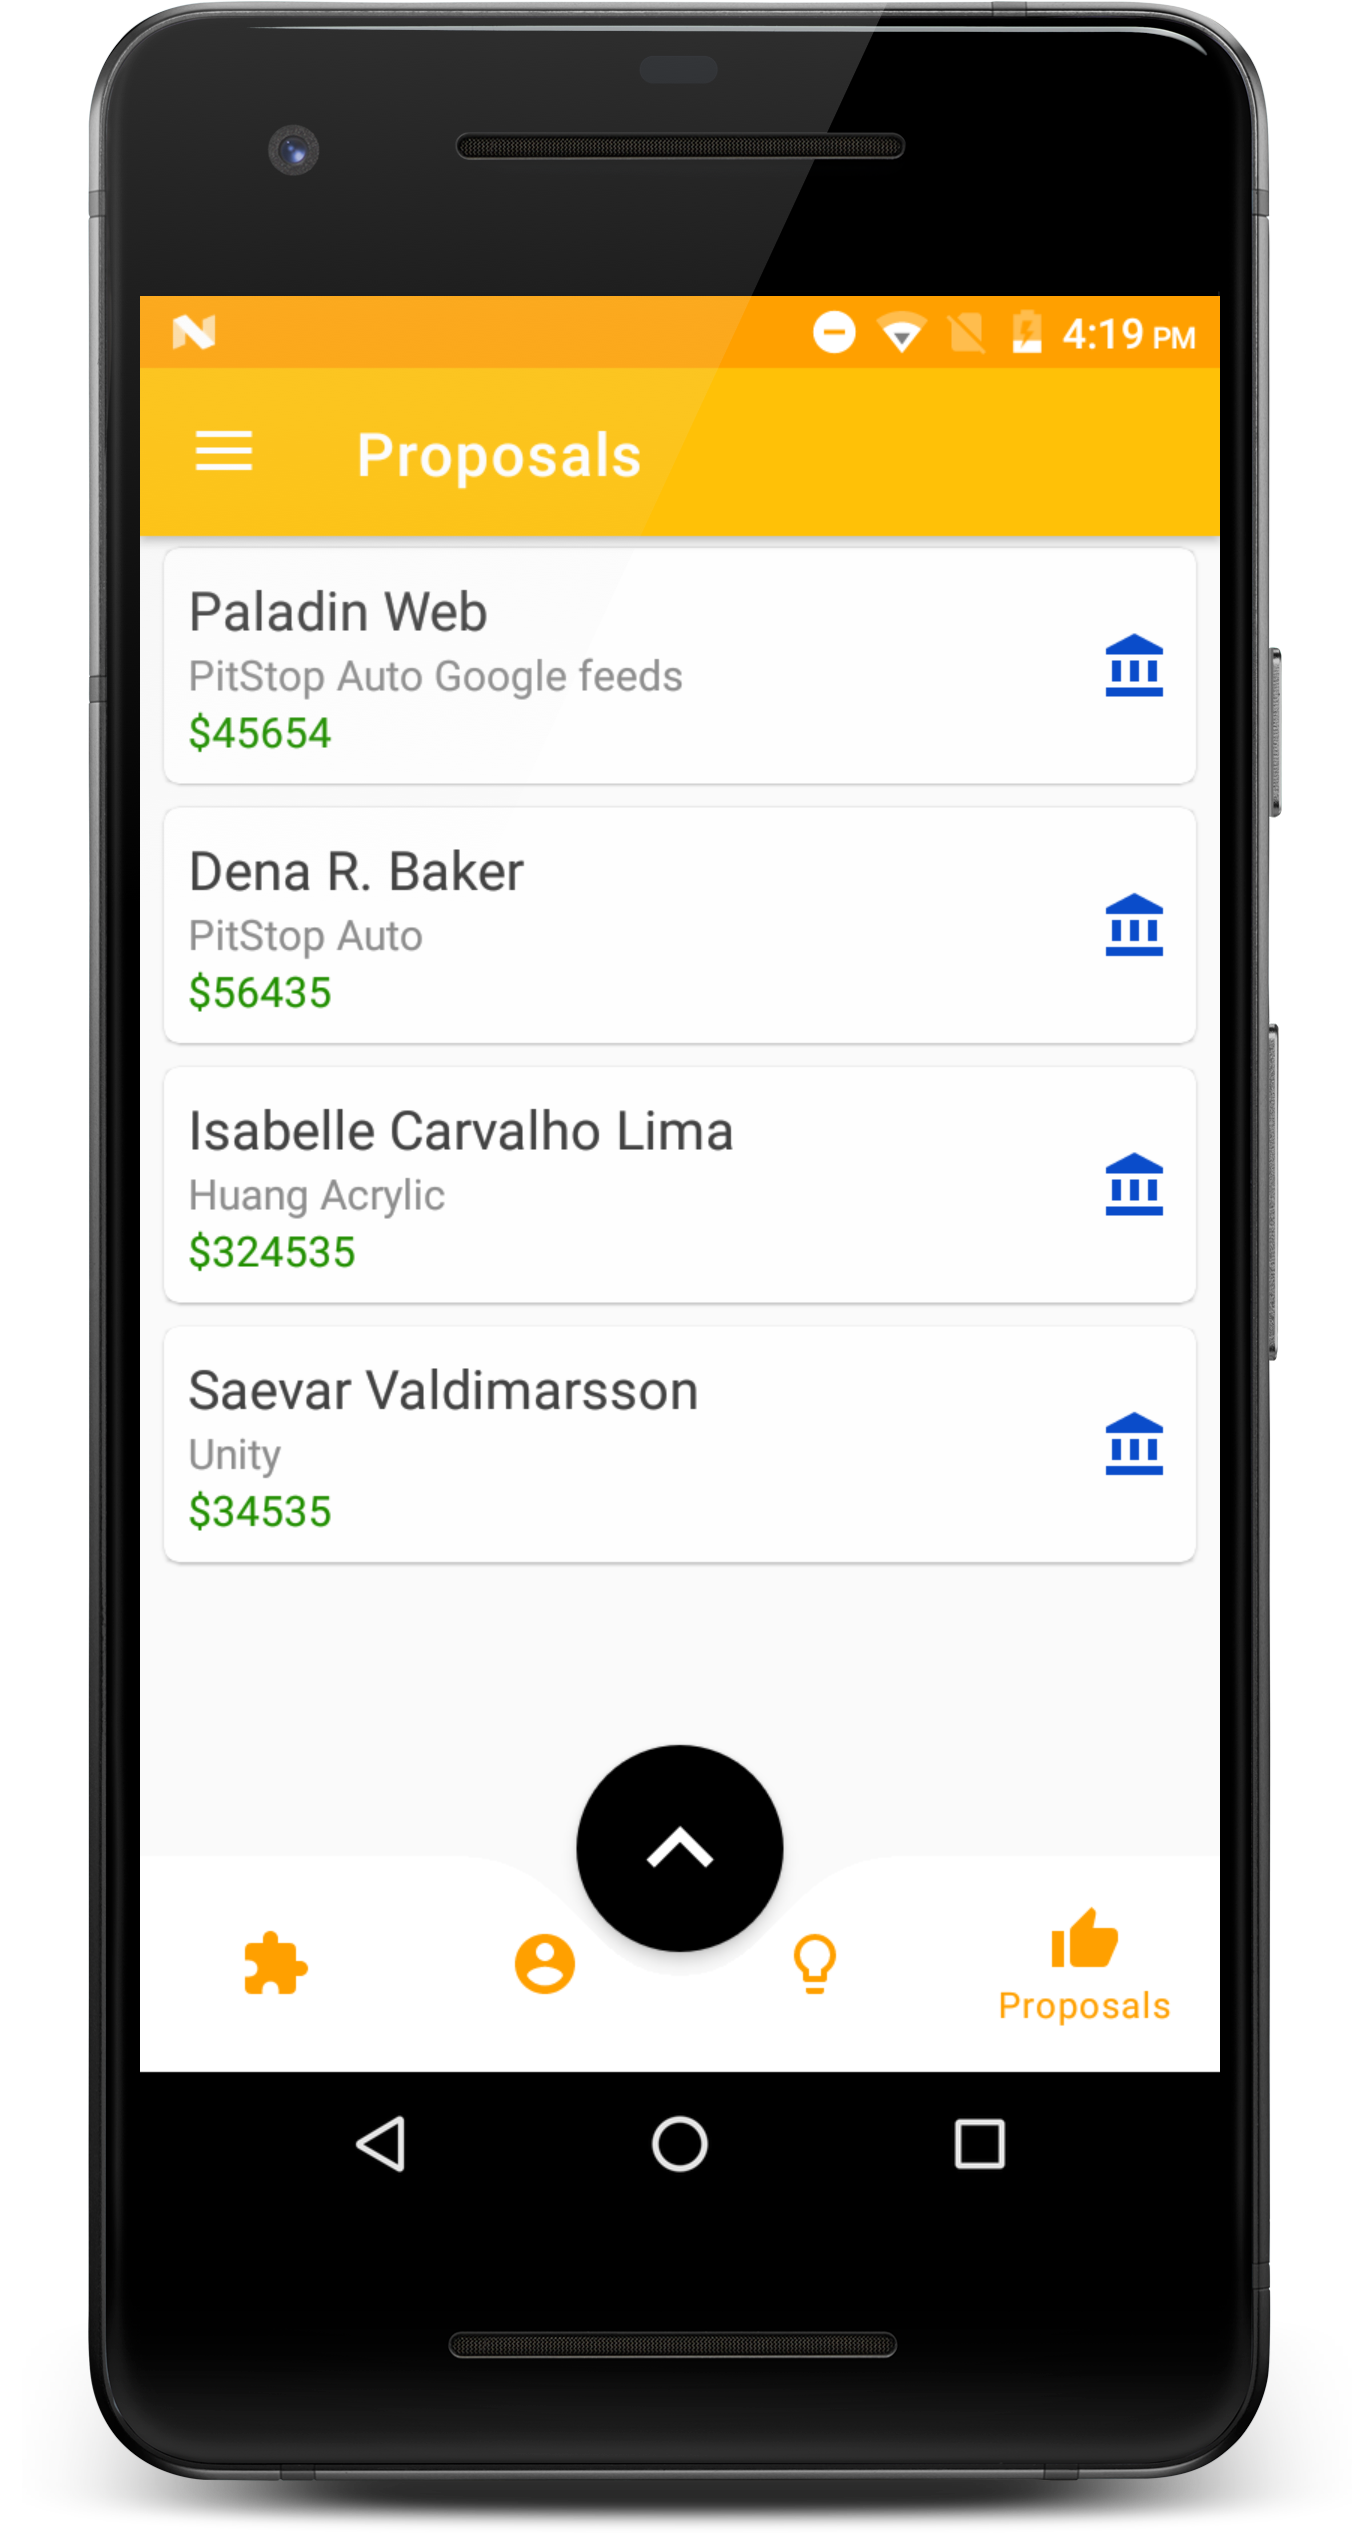 4:19 PM
Proposals
Paladin Web
PitStop Auto Google feeds
$45654
Dena R. Baker
PitStop Auto
$56435
Isabelle Carvalho Lima
Huang Acrylic
$324535
Saevar Valdimarsson
Unity
$34535
Proposals